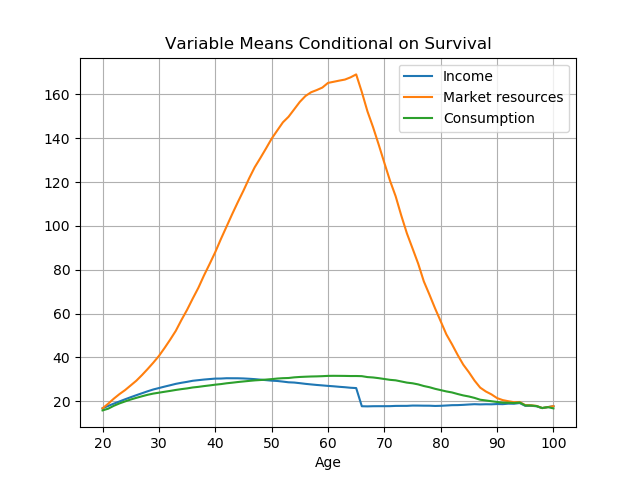 Variable Means Conditional on Survival
Income
Market resources
Consumption
160
140
120
100
80
60
40
20
20 30 40 50 60 70 80 90 100
Age